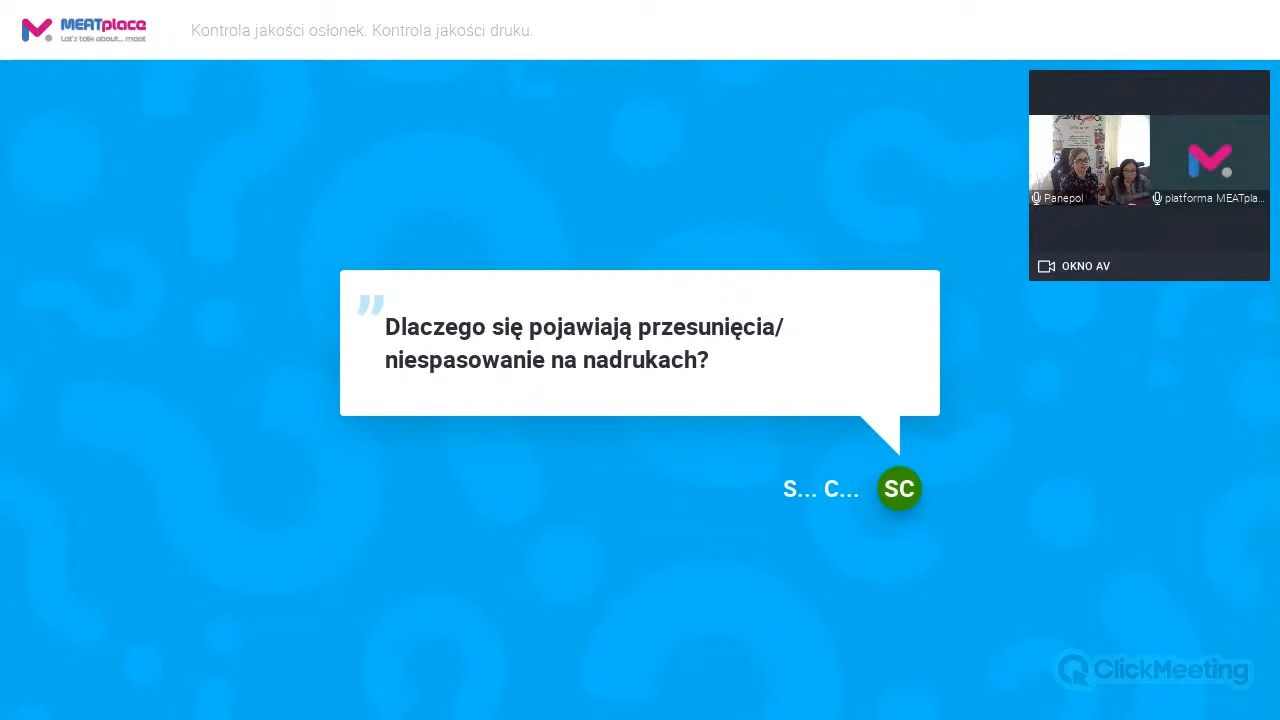 MEATplace
Let's talk about... meat
Kontrola jakości osłonek. Kontrola jakości druku.
Panepol
platforma MEATpla...
OKNO AV
"
Dlaczego się pojawiają przesunięcia/
niespasowanie na nadrukach?
S... C...
SC
ClickMeeting